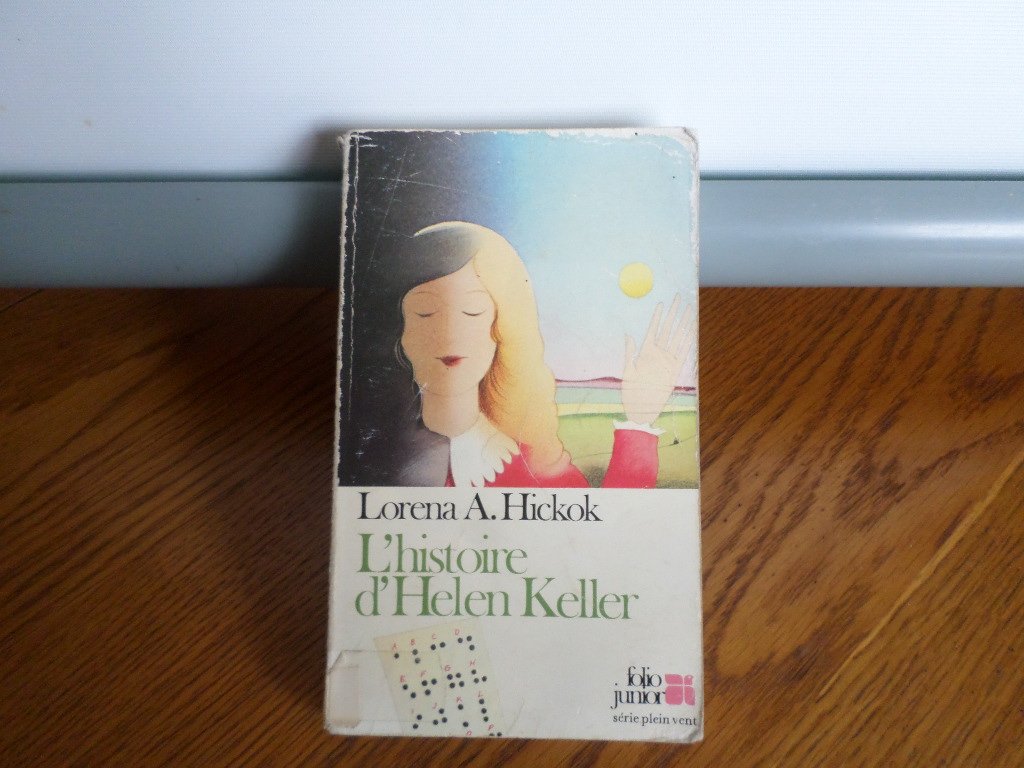 Lorena A. Hickok
L'histoire
d'Helen Keller
A B C D
E F G H
I J K L
O P
folio
junior
série plein vent